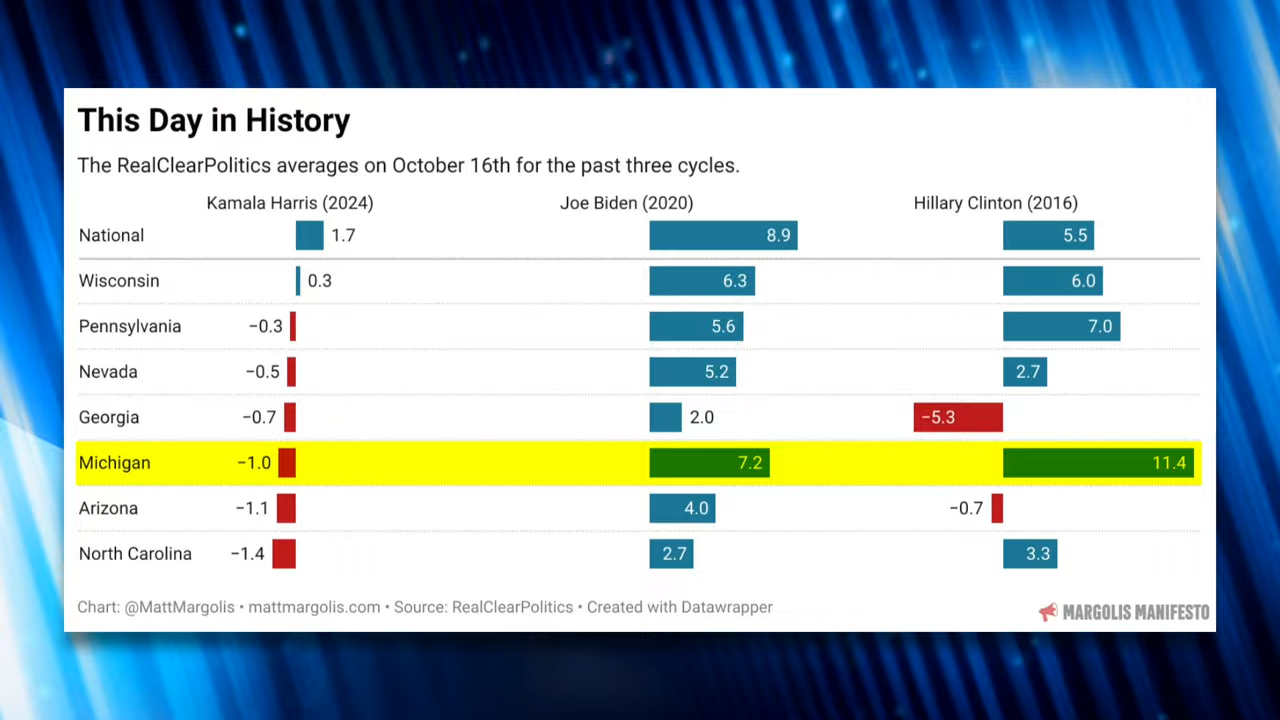 This Day in History
The RealClearPolitics averages on October 16th for the past three cycles.
Kamala Harris (2024) Joe Biden (2020) Hillary Clinton (2016)
National 1.7 8.9 5.5
Wisconsin 0.3 6.3 6.0
Pennsylvania −0.3 5.6 7.0
Nevada −0.5 5.2 2.7
Georgia −0.7 2.0 −5.3
Michigan −1.0 7.2 11.4
Arizona −1.1 4.0 −0.7
North Carolina −1.4 2.7 3.3
Chart: @MattMargolis • mattmargolis.com • Source: RealClearPolitics • Created with Datawrapper
MARGOLIS MANIFESTO